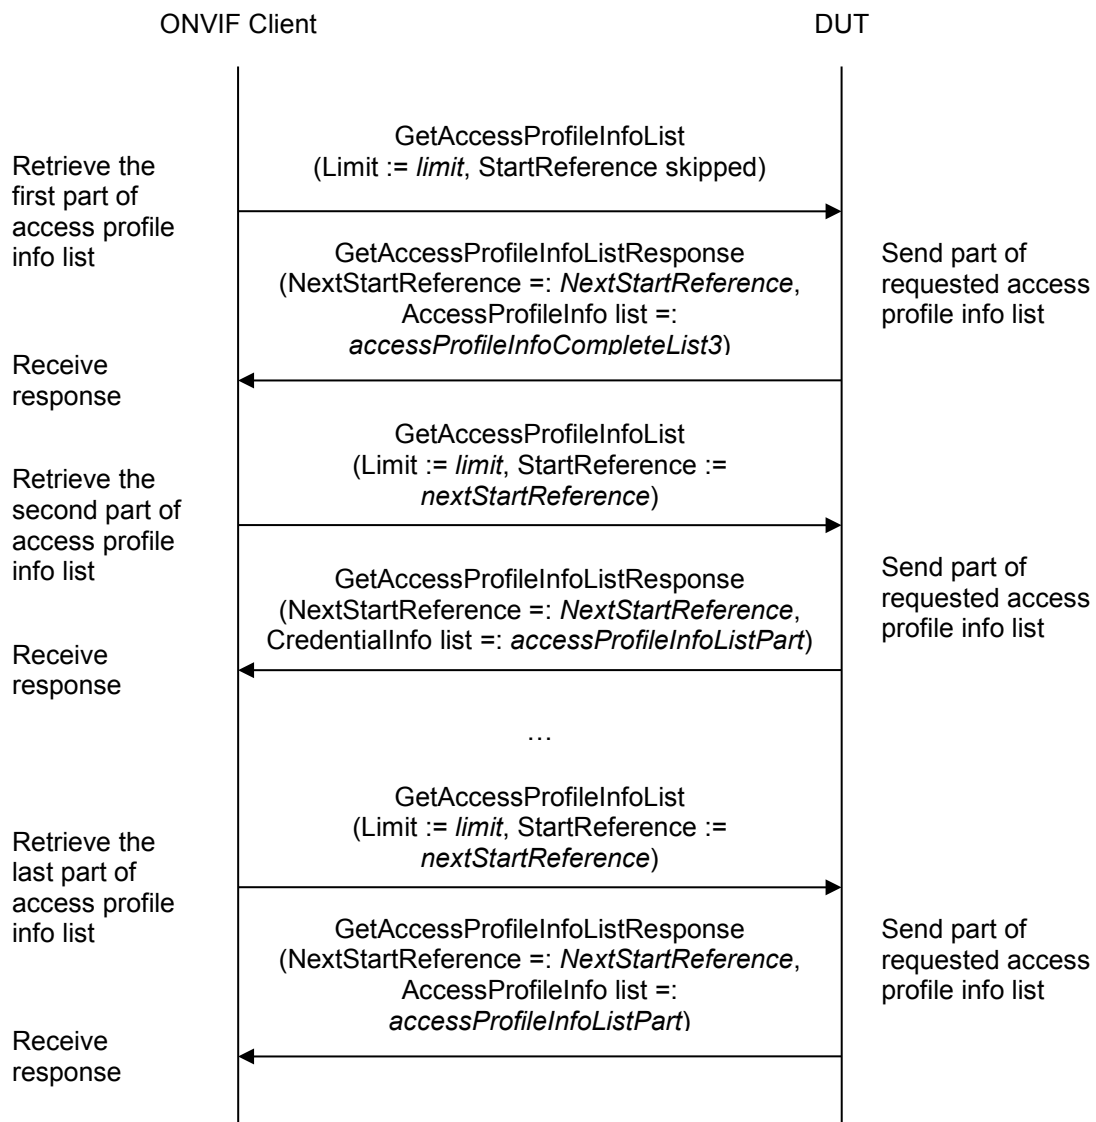 ONVIF Client
DUT
GetAccessProfileInfoList
(Limit := limit, StartReference skipped)
Retrieve the
first part of
access profile
info list
GetAccessProfileInfoListResponse
(NextStartReference =: NextStartReference,
AccessProfileInfo list =:
accessProfileInfoCompleteList3)
Send part of
requested access
profile info list
Receive
response
GetAccessProfileInfoList
(Limit := limit, StartReference :=
nextStartReference)
Retrieve the
second part of
access profile
info list
GetAccessProfileInfoListResponse
(NextStartReference =: NextStartReference,
CredentialInfo list =: accessProfileInfoListPart)
Send part of
requested access
profile info list
Receive
response
…
GetAccessProfileInfoList
(Limit := limit, StartReference :=
nextStartReference)
Retrieve the
last part of
access profile
info list
GetAccessProfileInfoListResponse
(NextStartReference =: NextStartReference,
AccessProfileInfo list =:
accessProfileInfoListPart)
Send part of
requested access
profile info list
Receive
response